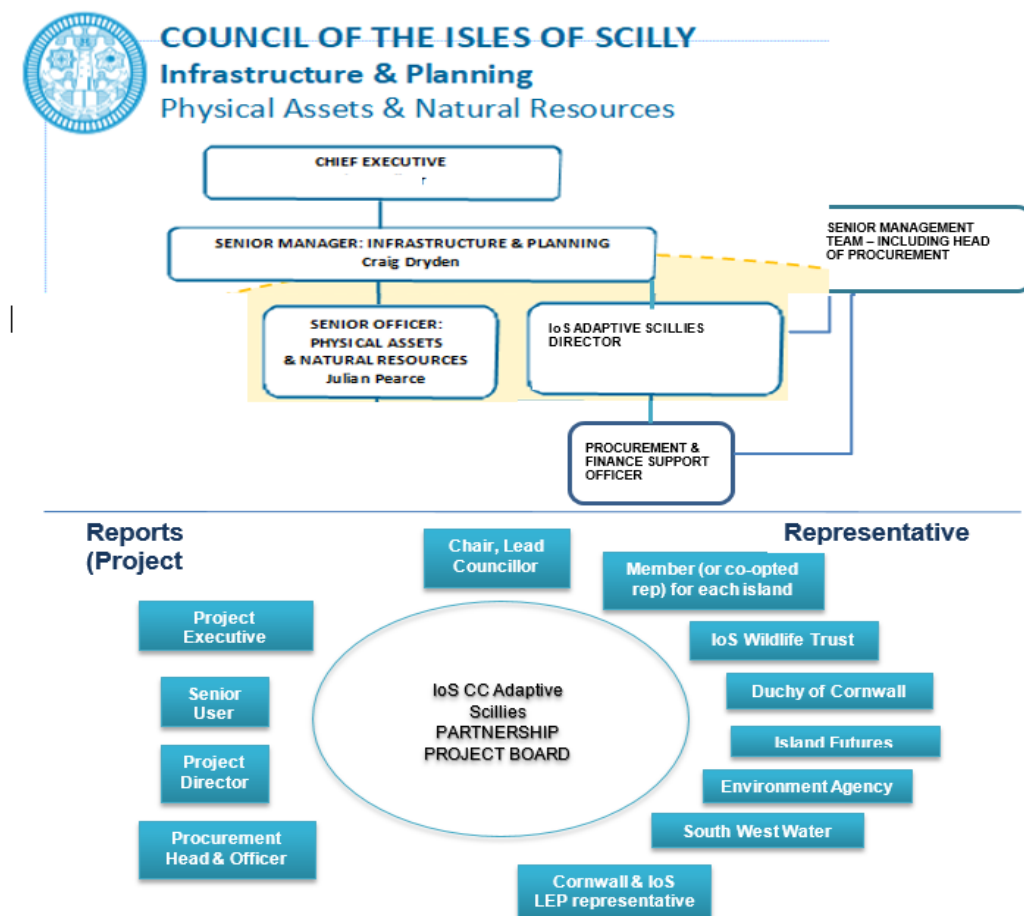 COUNCIL OF THE ISLES OF SCILLY
Infrastructure & Planning
Physical Assets & Natural Resources
CHIEF EXECUTIVE
SENIOR MANAGER: INFRASTRUCTURE & PLANNING
Craig Dryden
SENIOR MANAGEMENT
TEAM – INCLUDING HEAD
OF PROCUREMENT
SENIOR OFFICER:
PHYSICAL ASSETS
& NATURAL RESOURCES
Julian Pearce
IoS ADAPTIVE SCILLIES
DIRECTOR
PROCUREMENT &
FINANCE SUPPORT
OFFICER
Reports
(Project
Representative
Chair, Lead
Councillor
Member (or co-opted
rep) for each island
Project
Executive
IoS Wildlife Trust
Senior
User
Duchy of Cornwall
IoS CC Adaptive
Scillies
PARTNERSHIP
PROJECT BOARD
Island Futures
Project
Director
Environment Agency
Procurement
Head & Officer
South West Water
Cornwall & IoS
LEP representative